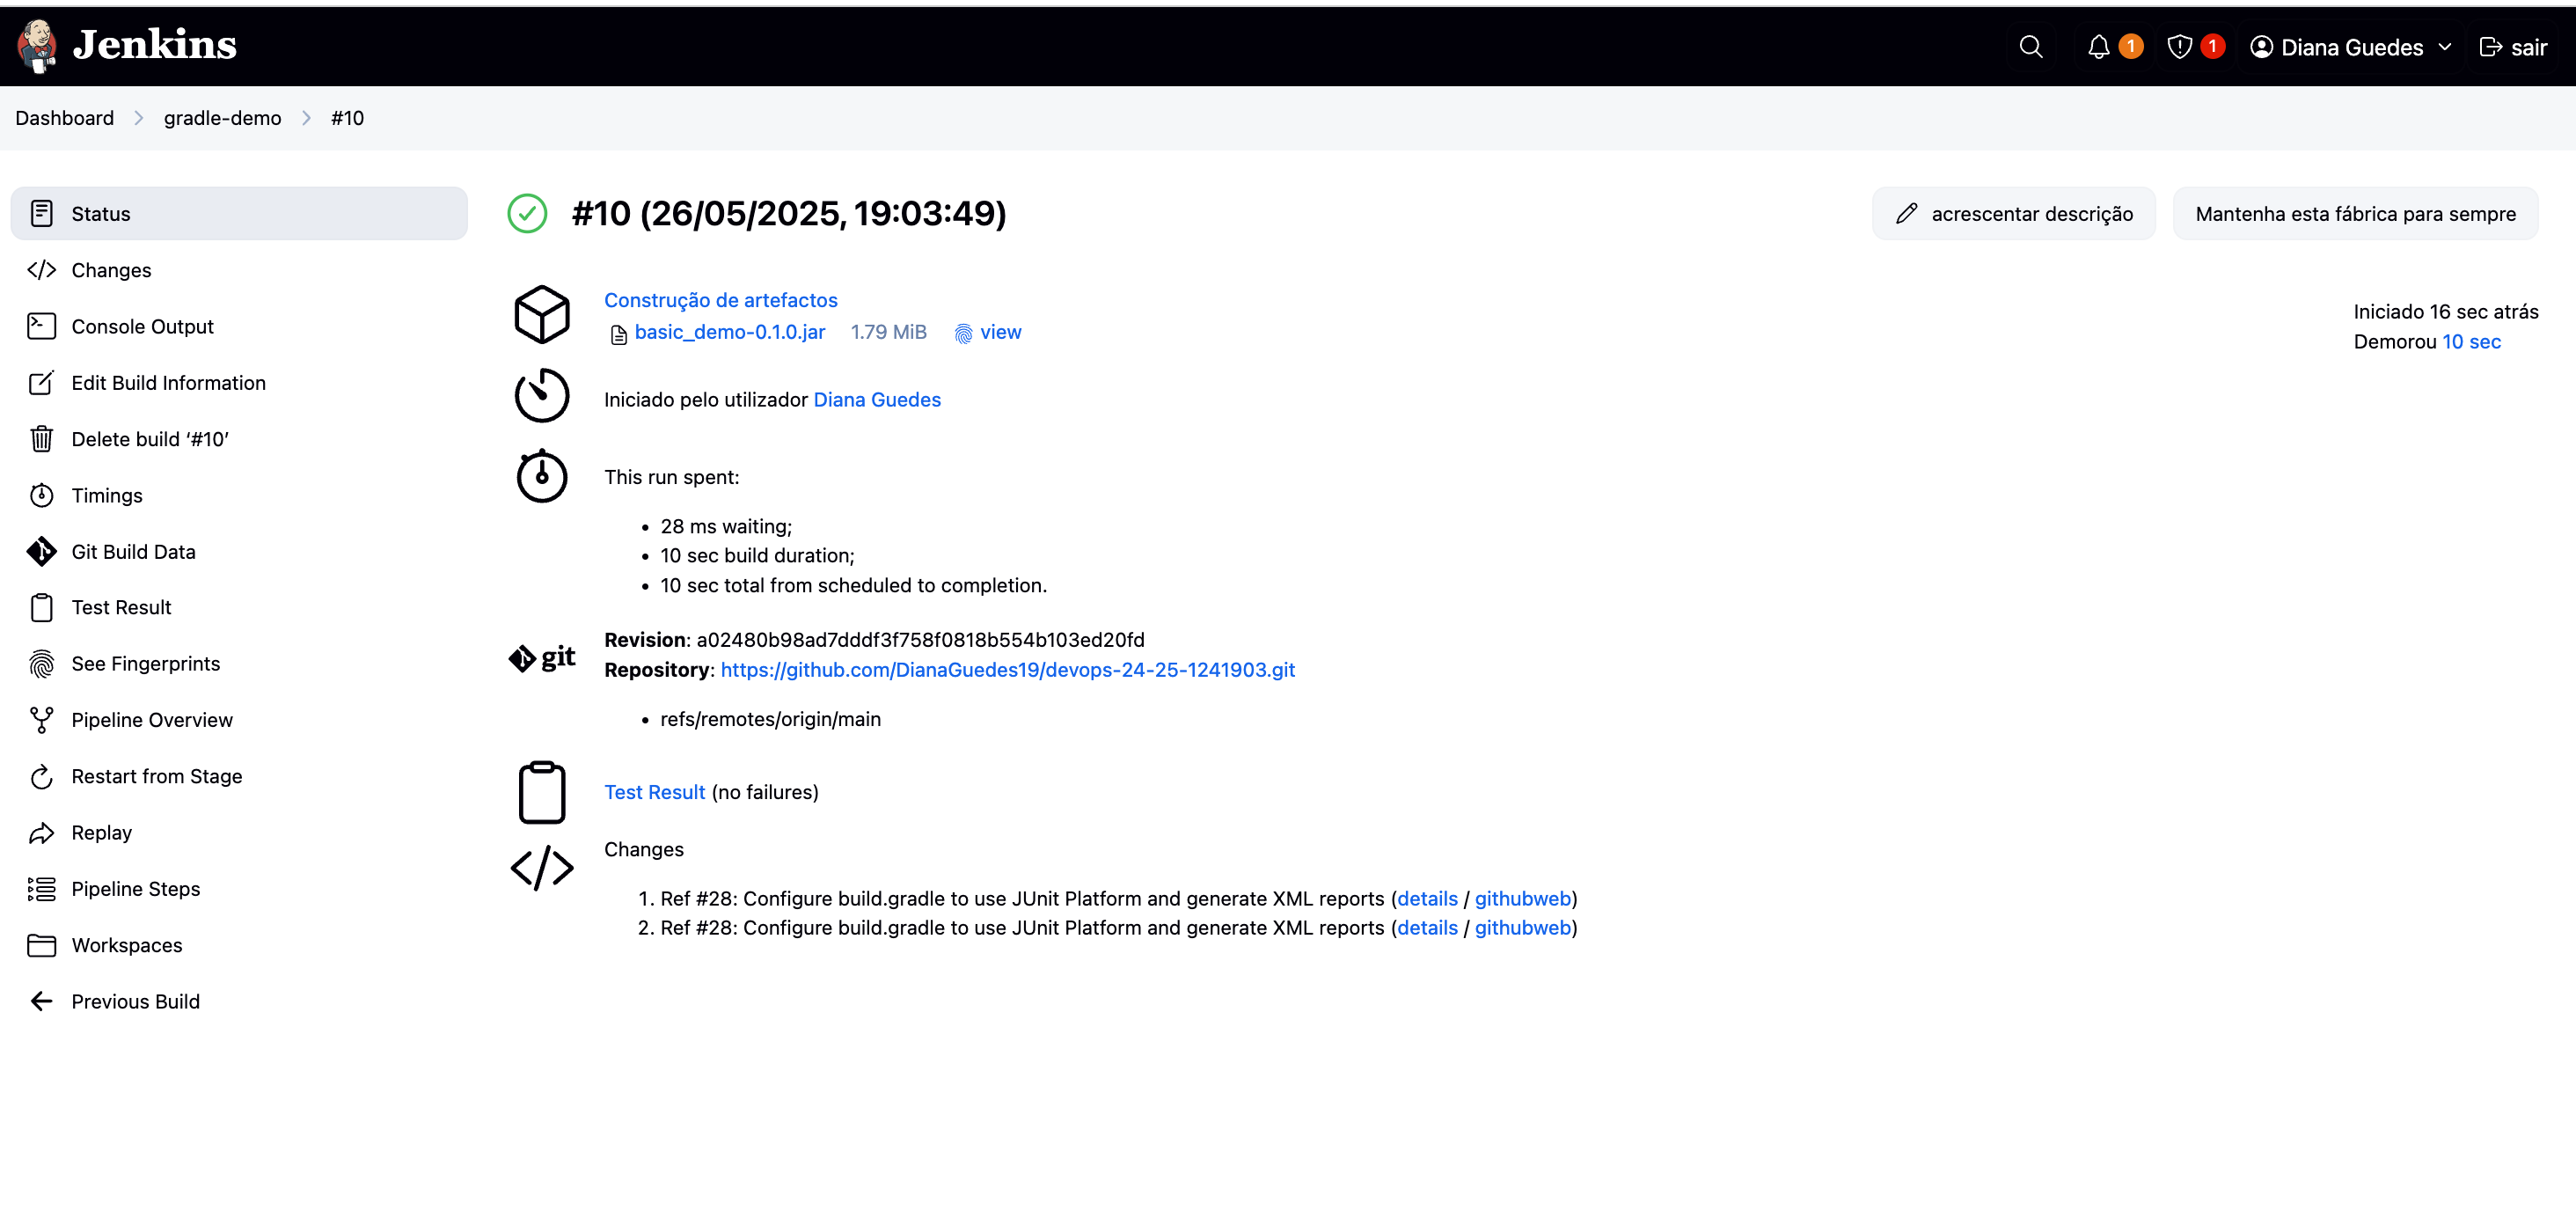 Jenkins
1
1
Diana Guedes
sair
Dashboard
gradle-demo
#10
Status
Changes
Console Output
Edit Build Information
Delete build ‘#10’
Timings
Git Build Data
Test Result
See Fingerprints
Pipeline Overview
Restart from Stage
Replay
Pipeline Steps
Workspaces
Previous Build
#10 (26/05/2025, 19:03:49)
acrescentar descrição
Mantenha esta fábrica para sempre
Construção de artefactos
basic_demo-0.1.0.jar 1.79 MiB view
Iniciado 16 sec atrás
Demorou 10 sec
Iniciado pelo utilizador Diana Guedes
This run spent:
• 28 ms waiting;
• 10 sec build duration;
• 10 sec total from scheduled to completion.
git
Revision: a02480b98ad7dddf3f758f0818b554b103ed20fd
Repository: https://github.com/DianaGuedes19/devops-24-25-1241903.git
• refs/remotes/origin/main
Test Result (no failures)
Changes
1. Ref #28: Configure build.gradle to use JUnit Platform and generate XML reports (details / githubweb)
2. Ref #28: Configure build.gradle to use JUnit Platform and generate XML reports (details / githubweb)